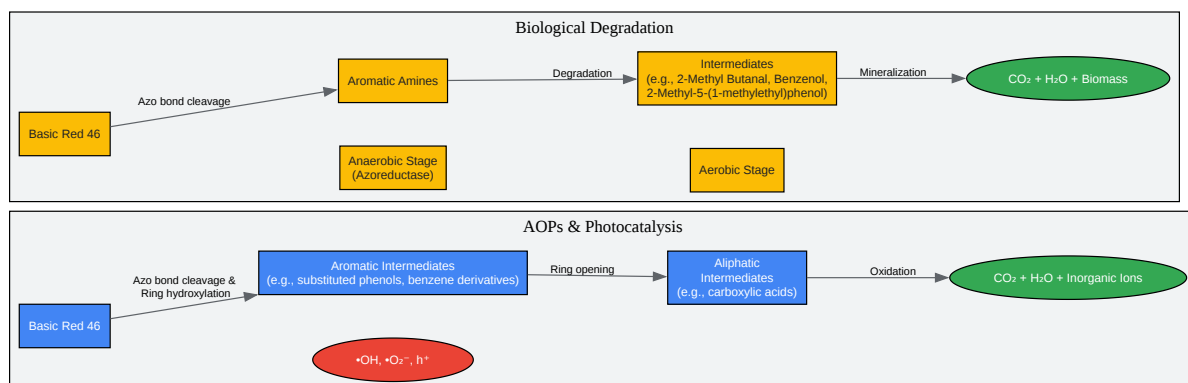 Biological Degradation
Basic Red 46
Azo bond cleavage
Aromatic Amines
Degradation
Intermediates
(e.g., 2-Methyl Butanal, Benzenol,
2-Methyl-5-(1-methylethyl)phenol)
Mineralization
CO₂ + H₂O + Biomass
Anaerobic Stage
(Azoreductase)
Aerobic Stage
AOPs & Photocatalysis
Basic Red 46
Azo bond cleavage &
Ring hydroxylation
Aromatic Intermediates
(e.g., substituted phenols, benzene derivatives)
Ring opening
Aliphatic
Intermediates
(e.g., carboxylic acids)
Oxidation
CO₂ + H₂O + Inorganic Ions
•OH, •O₂⁻, h⁺